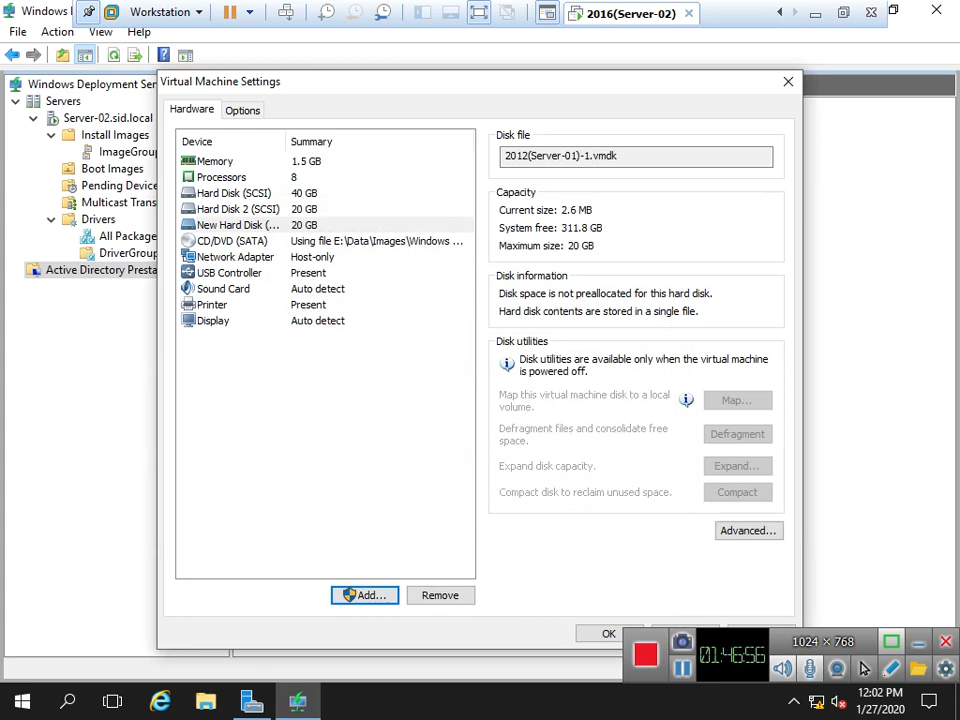 Windows
Workstation
2016(Server-02)
File Action View Help
Windows Deployment Ser
Servers
Server-02.sid.local
Install Images
ImageGroup
Boot Images
Pending Device
Multicast Trans
Drivers
All Package
DriverGroup
Active Directory Presta
Virtual Machine Settings
Hardware Options
Device Summary
Memory 1.5 GB
Processors 8
Hard Disk (SCSI) 40 GB
Hard Disk 2 (SCSI) 20 GB
New Hard Disk (... 20 GB
CD/DVD (SATA) Using file E:\Data\Images\Windows ...
Network Adapter Host-only
USB Controller Present
Sound Card Auto detect
Printer Present
Display Auto detect
Add... Remove
Disk file
2012(Server-01)-1.vmdk
Capacity
Current size: 2.6 MB
System free: 311.8 GB
Maximum size: 20 GB
Disk information
Disk space is not preallocated for this hard disk.
Hard disk contents are stored in a single file.
Disk utilities
Disk utilities are available only when the virtual machine
is powered off.
Map this virtual machine disk to a local
volume.
Map...
Defragment files and consolidate free
space.
Defragment
Expand disk capacity.
Expand...
Compact disk to reclaim unused space.
Compact
Advanced...
OK
01:46:56
1024 × 768
12:02 PM
1/27/2020